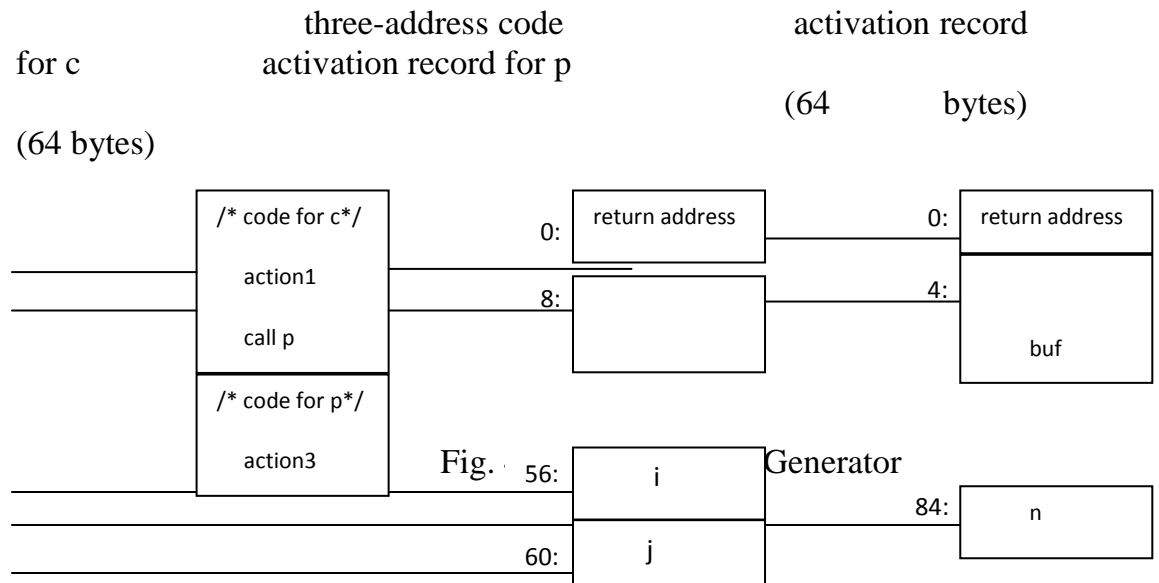 three-address code activation record
for c activation record for p
(64 bytes)
(64 bytes)
/* code for c*/
action1
call p
/* code for p*/
action3
0: return address
8:
0: return address
4:
buf
Fig. Generator
56: i
60: j
84: n